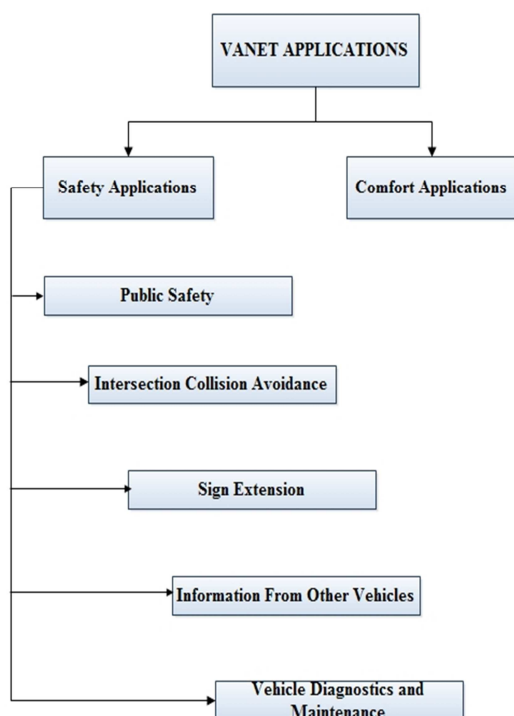 VANET APPLICATIONS
Safety Applications
Comfort Applications
Public Safety
Intersection Collision Avoidance
Sign Extension
Information From Other Vehicles
Vehicle Diagnostics and
Maintenance